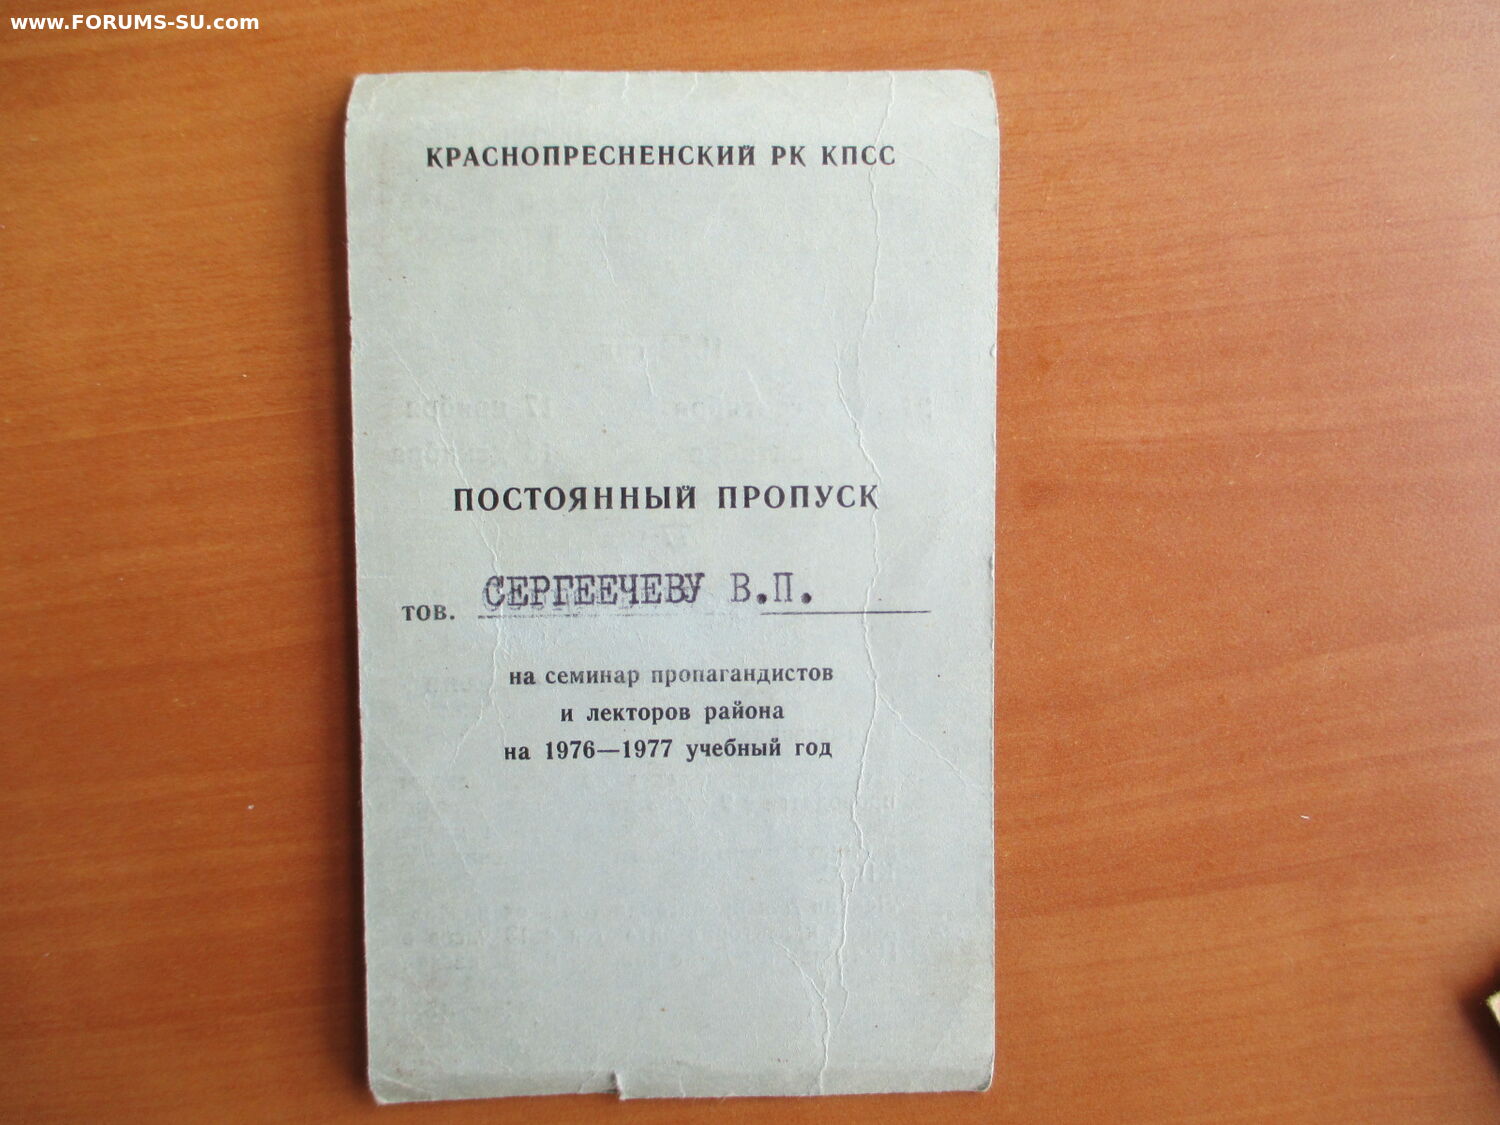 www.FORUMS-SU.com
КРАСНОПРЕСНЕНСКИЙ РК КПСС
ПОСТОЯННЫЙ ПРОПУСК
тов. СЕРГЕЕЧЕВУ В.П.
на семинар пропагандистов
и лекторов района
на 1976—1977 учебный год